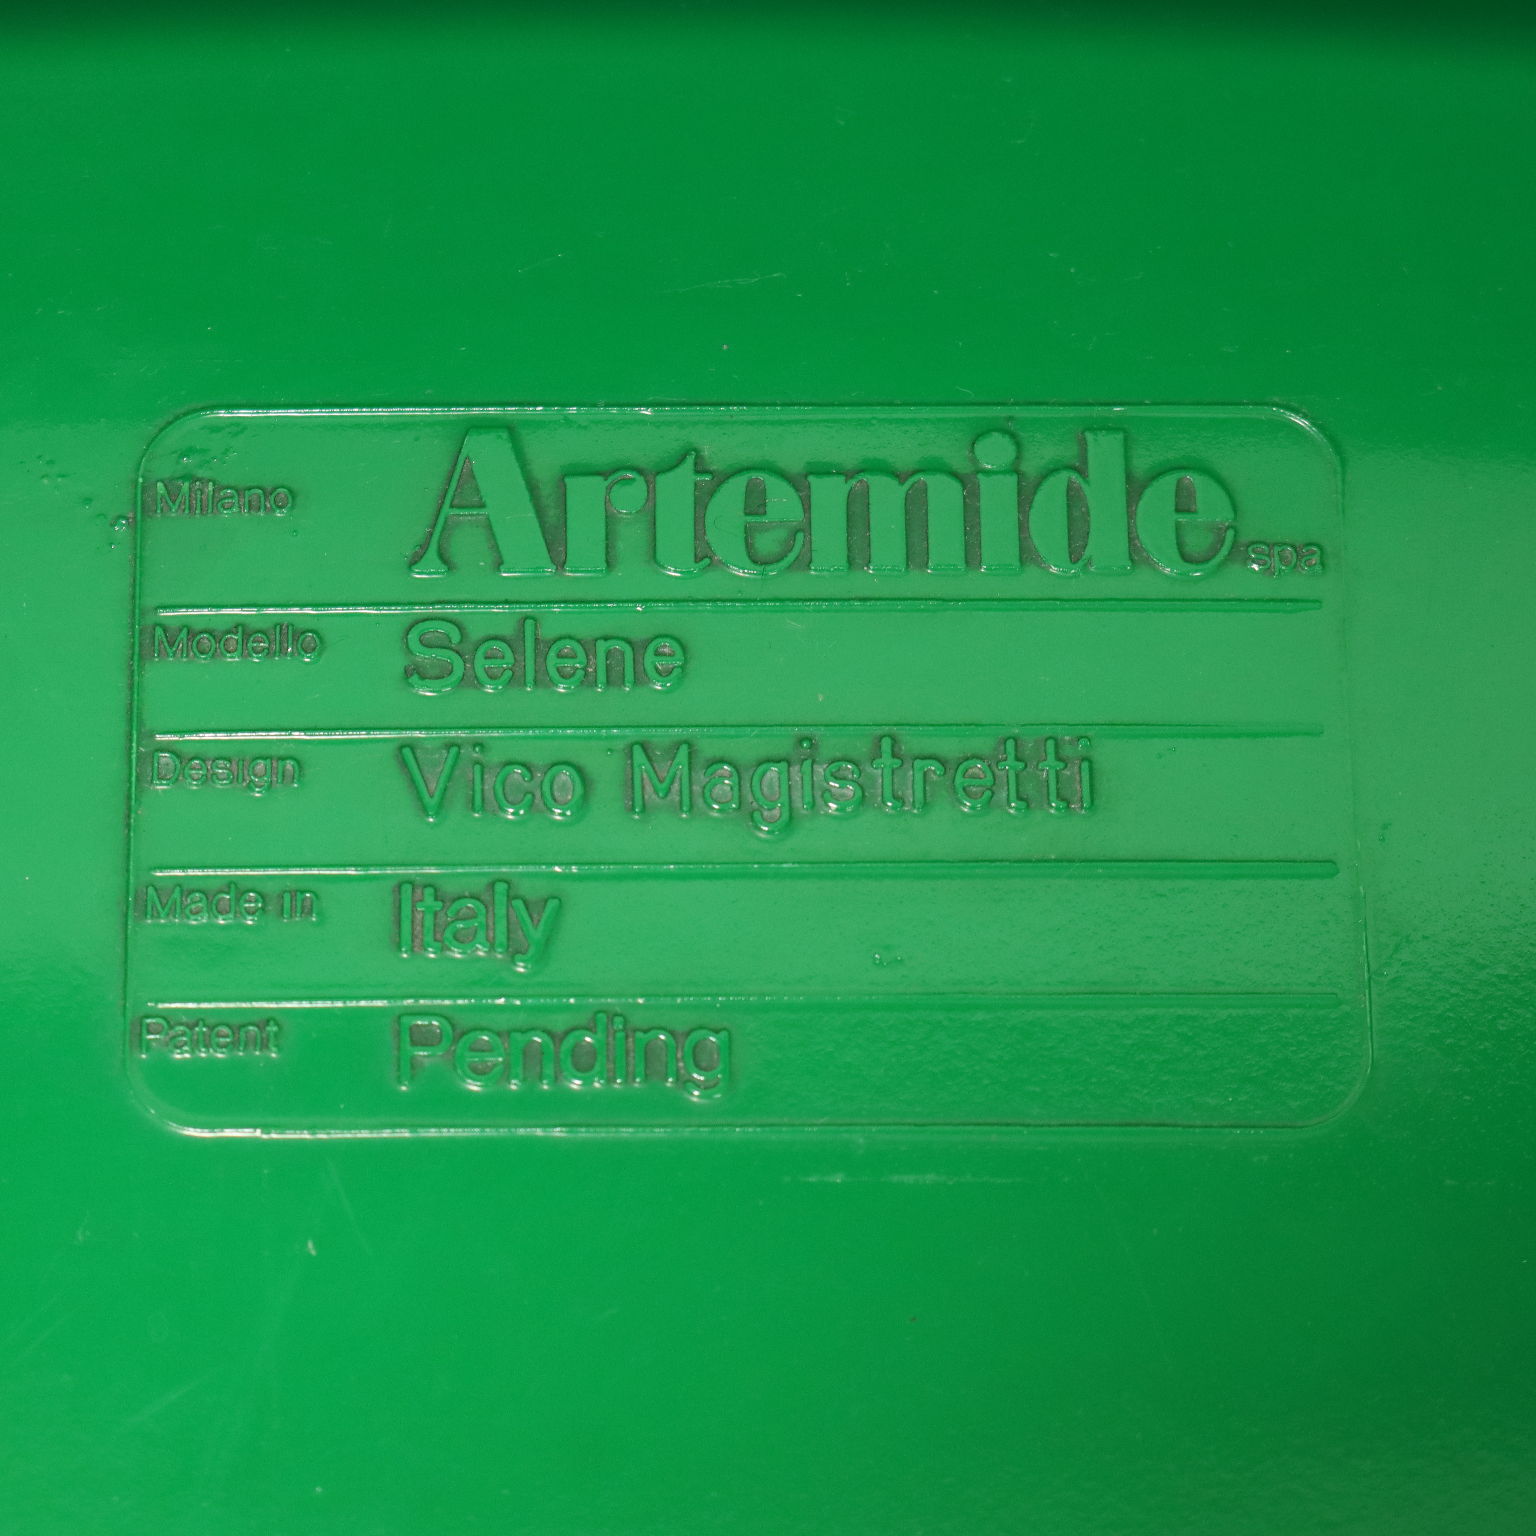 Milano Artemide spa
Modello Selene
Design Vico Magistretti
Made in Italy
Patent Pending